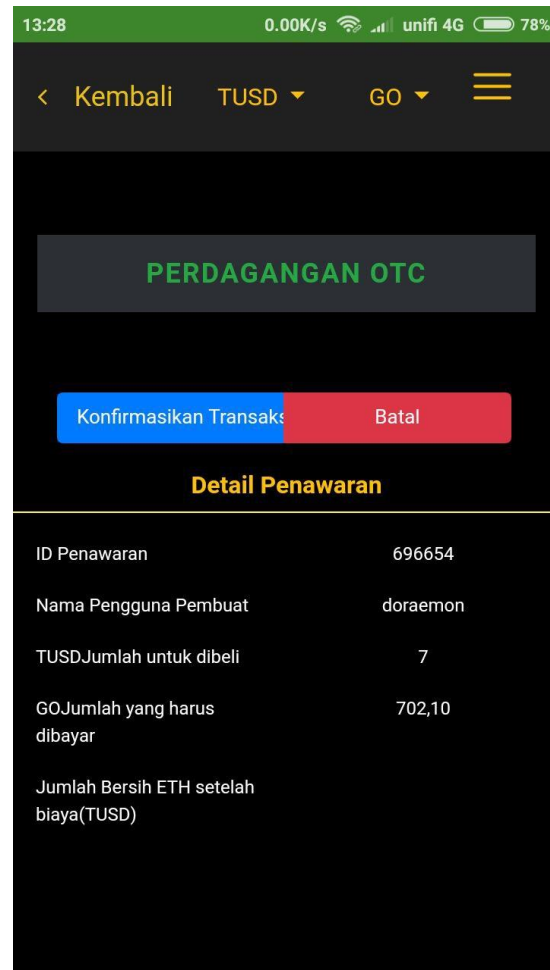 13:28 0.00K/s unifi 4G 78%
< Kembali TUSD GO
PERDAGANGAN OTC
Konfirmasikan Transaks Batal
Detail Penawaran
ID Penawaran 696654
Nama Pengguna Pembuat doraemon
TUSDJumlah untuk dibeli 7
GOJumlah yang harus 702,10
dibayar
Jumlah Bersih ETH setelah
biaya(TUSD)